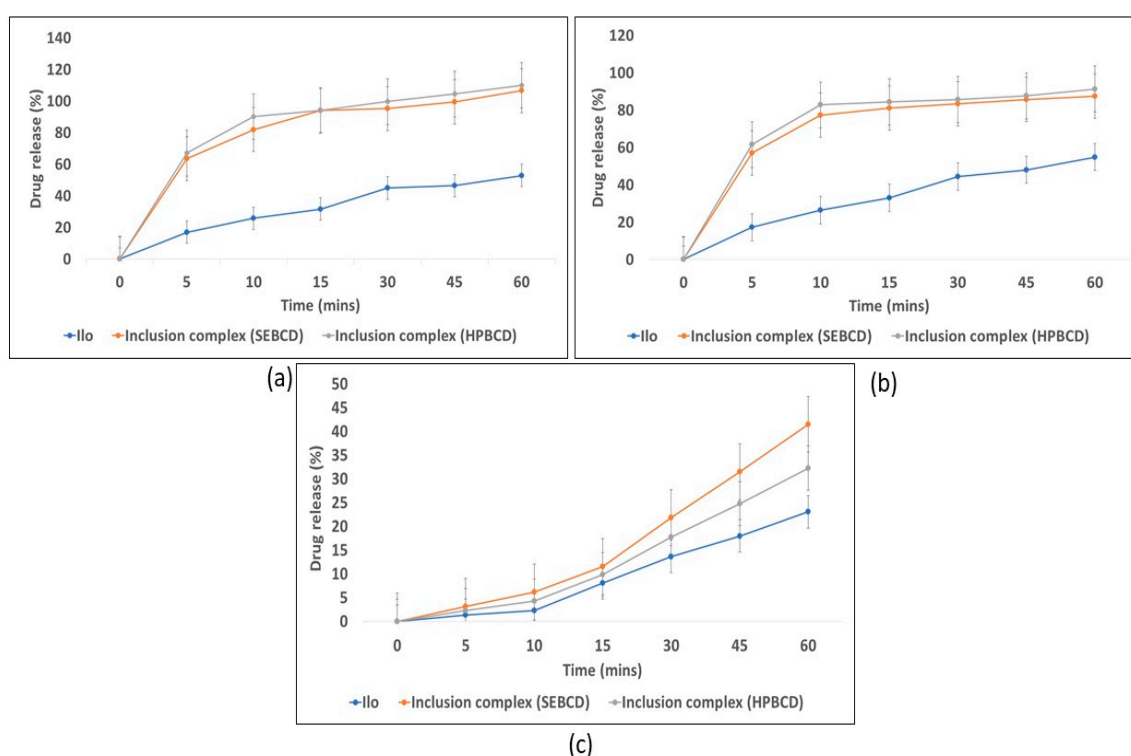 140
120
100
80
60
40
20
0
Drug release (%)
0 5 10 15 30 45 60
Time (mins)
Ilo Inclusion complex (SEBCD) Inclusion complex (HPBCD)
(a)
120
100
80
60
40
20
0
Drug release (%)
0 5 10 15 30 45 60
Time (mins)
Ilo Inclusion complex (SEBCD) Inclusion complex (HPBCD)
(b)
50
45
40
35
30
25
20
15
10
5
0
Drug release (%)
0 5 10 15 30 45 60
Time (mins)
Ilo Inclusion complex (SEBCD) Inclusion complex (HPBCD)
(c)